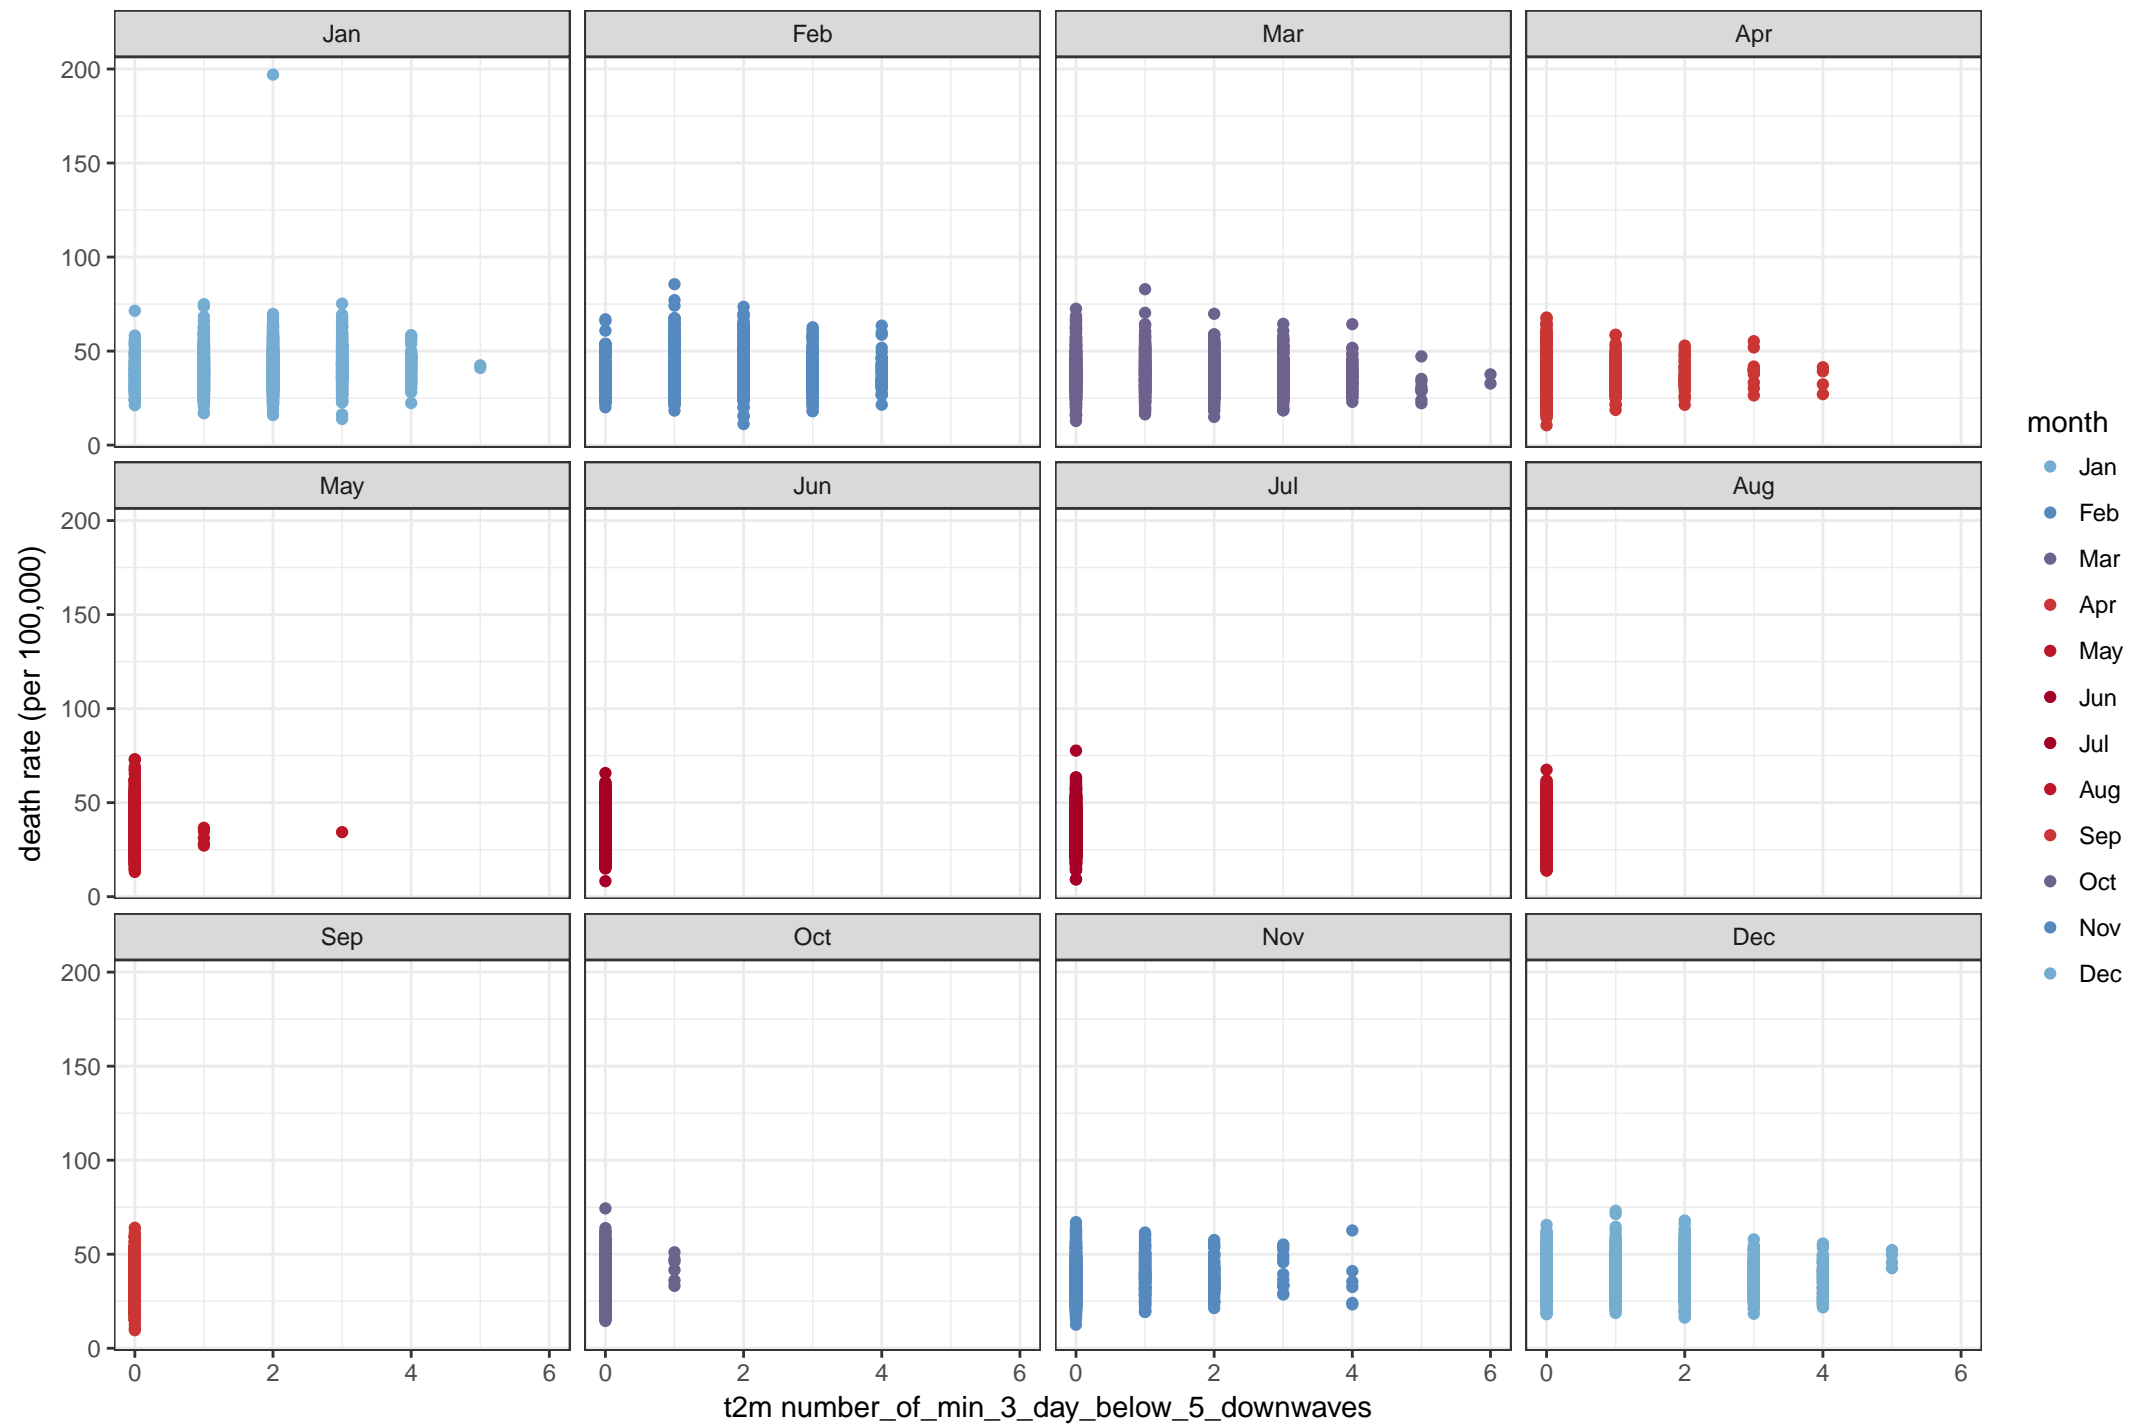 Jan Feb Mar Apr
200
150
100
50
0
May Jun Jul Aug
200
150
100
50
0
Sep Oct Nov Dec
200
150
100
50
0
0 2 4 6 0 2 4 6 0 2 4 6 0 2 4 6
t2m number_of_min_3_day_below_5_downwaves
death rate (per 100,000)
month
Jan
Feb
Mar
Apr
May
Jun
Jul
Aug
Sep
Oct
Nov
Dec